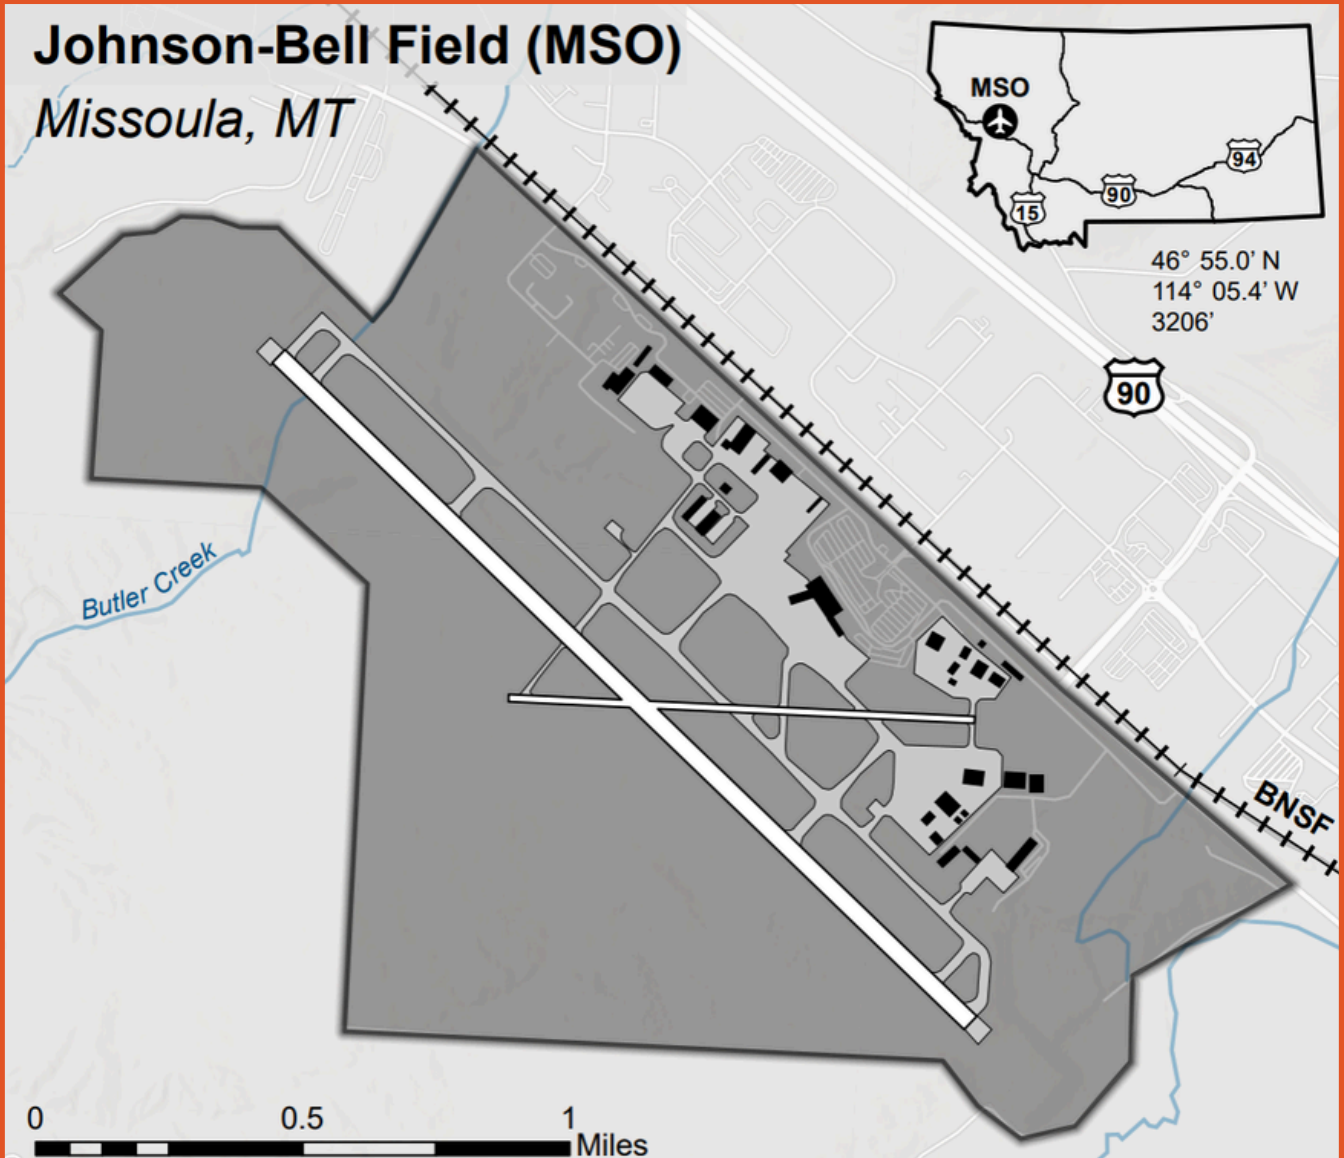 Johnson-Bell Field (MSO)
Missoula, MT
MSO
94
90
15
46° 55.0' N
114° 05.4' W
3206'
90
Butler Creek
BNSF
0 0.5 1
Miles